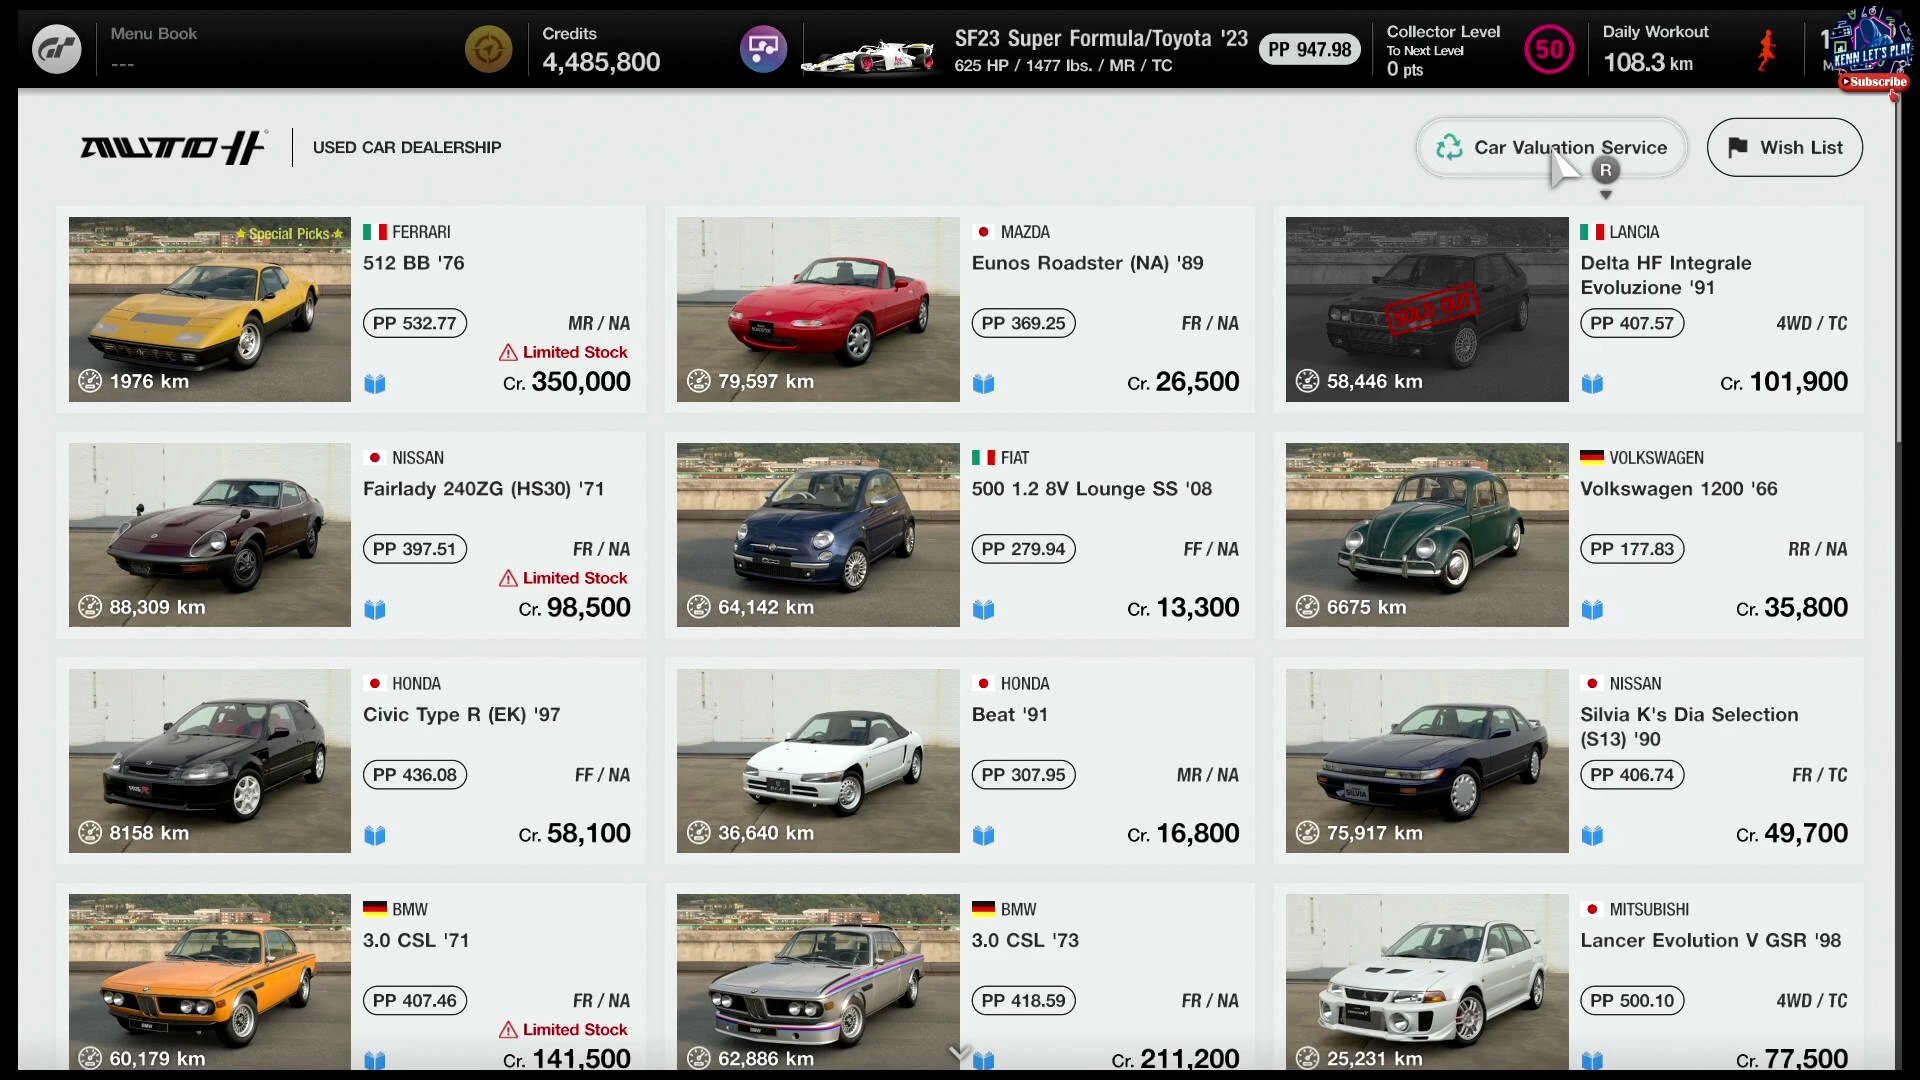 Menu Book
---
Credits
4,485,800
SF23 Super Formula/Toyota '23
625 HP / 1477 lbs. / MR / TC
PP 947.98
Collector Level
To Next Level
0 pts
50
Daily Workout
108.3 km
KENN LET'S PLAY
Subscribe
AUTO
USED CAR DEALERSHIP
Car Valuation Service
R
Wish List
Special Picks
1976 km
FERRARI
512 BB '76
PP 532.77
MR / NA
Limited Stock
Cr. 350,000
79,597 km
MAZDA
Eunos Roadster (NA) '89
PP 369.25
FR / NA
Cr. 26,500
SOLD OUT
58,446 km
LANCIA
Delta HF Integrale
Evoluzione '91
PP 407.57
4WD / TC
Cr. 101,900
88,309 km
NISSAN
Fairlady 240ZG (HS30) '71
PP 397.51
FR / NA
Limited Stock
Cr. 98,500
64,142 km
FIAT
500 1.2 8V Lounge SS '08
PP 279.94
FF / NA
Cr. 13,300
6675 km
VOLKSWAGEN
Volkswagen 1200 '66
PP 177.83
RR / NA
Cr. 35,800
8158 km
HONDA
Civic Type R (EK) '97
PP 436.08
FF / NA
Cr. 58,100
36,640 km
HONDA
Beat '91
PP 307.95
MR / NA
Cr. 16,800
SILVIA
75,917 km
NISSAN
Silvia K's Dia Selection
(S13) '90
PP 406.74
FR / TC
Cr. 49,700
60,179 km
BMW
3.0 CSL '71
PP 407.46
FR / NA
Limited Stock
Cr. 141,500
62,886 km
BMW
3.0 CSL '73
PP 418.59
FR / NA
Cr. 211,200
25,231 km
MITSUBISHI
Lancer Evolution V GSR '98
PP 500.10
4WD / TC
Cr. 77,500